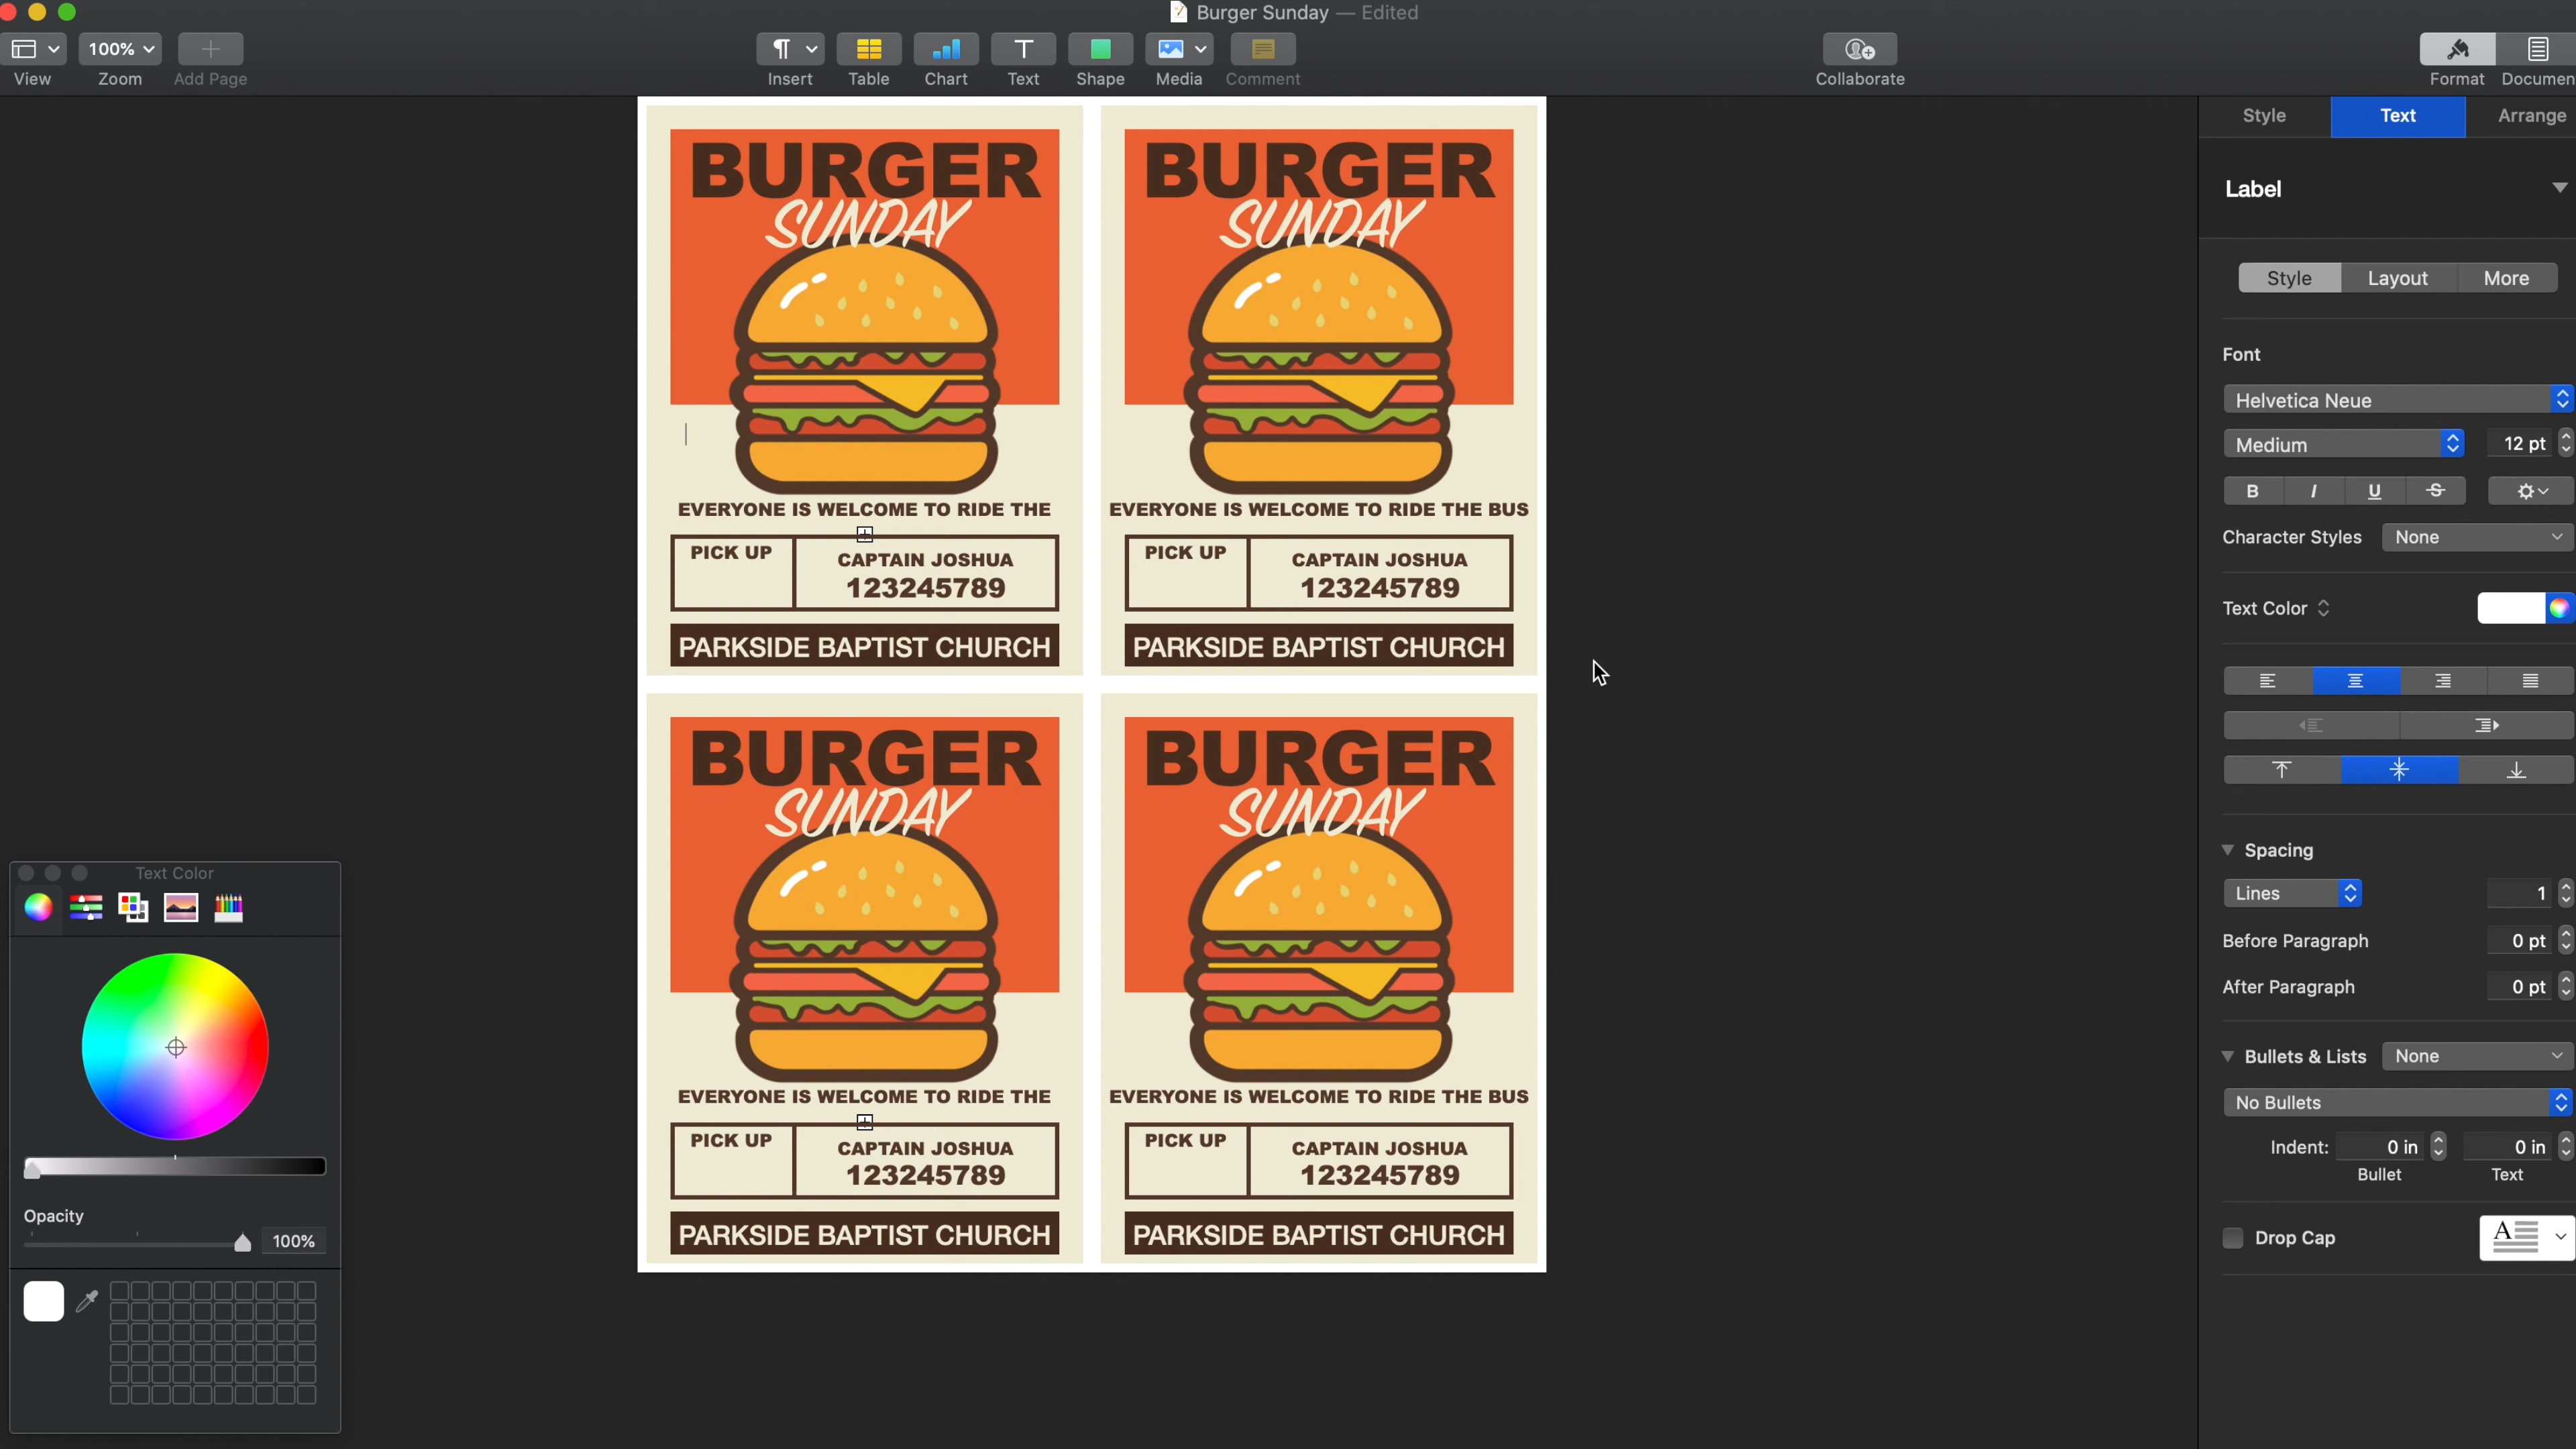 Burger Sunday — Edited
100%
View
Zoom
Add Page
Insert
Table
Chart
Text
Shape
Media
Comment
Collaborate
Format
Documen
BURGER
SUNDAY
EVERYONE IS WELCOME TO RIDE THE
PICK UP
CAPTAIN JOSHUA
123245789
PARKSIDE BAPTIST CHURCH
BURGER
SUNDAY
EVERYONE IS WELCOME TO RIDE THE BUS
PICK UP
CAPTAIN JOSHUA
123245789
PARKSIDE BAPTIST CHURCH
BURGER
SUNDAY
EVERYONE IS WELCOME TO RIDE THE
PICK UP
CAPTAIN JOSHUA
123245789
PARKSIDE BAPTIST CHURCH
BURGER
SUNDAY
EVERYONE IS WELCOME TO RIDE THE BUS
PICK UP
CAPTAIN JOSHUA
123245789
PARKSIDE BAPTIST CHURCH
Text Color
Opacity
100%
Style
Text
Arrange
Label
Style
Layout
More
Font
Helvetica Neue
Medium
12 pt
B I U S
Character Styles
None
Text Color
Spacing
Lines
1
Before Paragraph
0 pt
After Paragraph
0 pt
Bullets & Lists
None
No Bullets
Indent:
0 in
0 in
Bullet
Text
Drop Cap
A